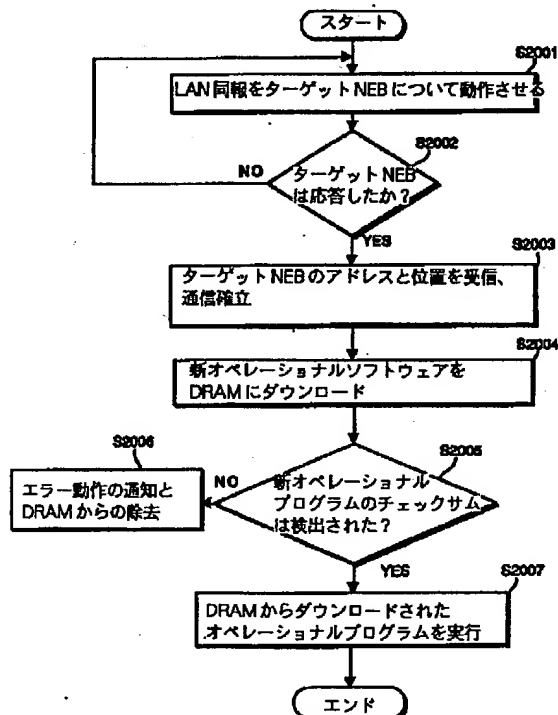 スタート
S2001
LAN同報をターゲットNEBについて動作させる
S2002
ターゲットNEB
は応答したか?
NO
YES
S2003
ターゲットNEBのアドレスと位置を受信、
通信確立
S2004
新オペレーショナルソフトウェアを
DRAMにダウンロード
S2005
新オペレーショナル
プログラムのチェックサム
は検出された?
NO
S2006
エラー動作の通知と
DRAMからの除去
YES
S2007
DRAMからダウンロードされた
オペレーショナルプログラムを実行
エンド